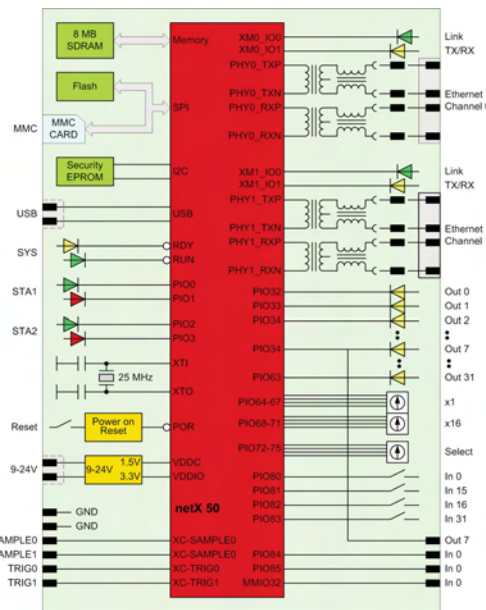 8 MB
SDRAM
Memory
XM0_IO0
Link
XM0_IO1
TX/RX
PHY0_TXP
Flash
PHY0_TXN
Ethernet
SPI
PHY0_RXP
Channel
MMC
MMC
CARD
PHY0_RXN
Security
EPROM
I2C
XM1_IO0
Link
XM1_IO1
TX/RX
PHY1_TXP
USB
USB
PHY1_TXN
Ethernet
SYS
RDY
PHY1_RXP
Channel
RUN
PHY1_RXN
STA1
PIO0
PIO32
Out 0
PIO1
PIO33
Out 1
STA2
PIO2
PIO34
Out 2
PIO3
PIO34
Out 7
XTI
25 MHz
PIO63
Out 31
XTO
PIO64-67
x1
Reset
Power on
Reset
POR
PIO68-71
x16
PIO72-75
Select
9-24V
9-24V
1.5V
3.3V
VDDC
VDDIO
PIO80
In 0
PIO81
In 15
netX 50
PIO82
In 16
GND
PIO83
In 31
GND
AMPLE0
XC-SAMPLE0
Out 7
AMPLE1
XC-SAMPLE0
PIO84
In 0
TRIG0
XC-TRIG0
PIO85
In 0
TRIG1
XC-TRIG1
MMIO32
In 0